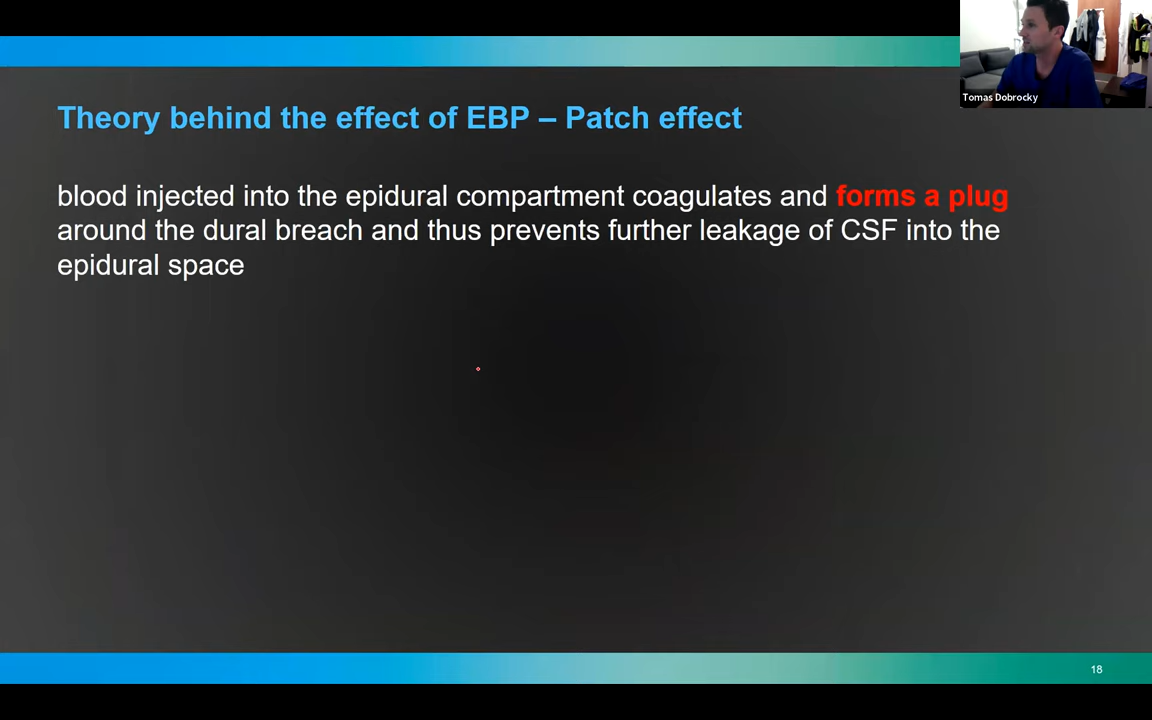 Tomas Dobrocky
Theory behind the effect of EBP – Patch effect
blood injected into the epidural compartment coagulates and forms a plug
around the dural breach and thus prevents further leakage of CSF into the
epidural space
18